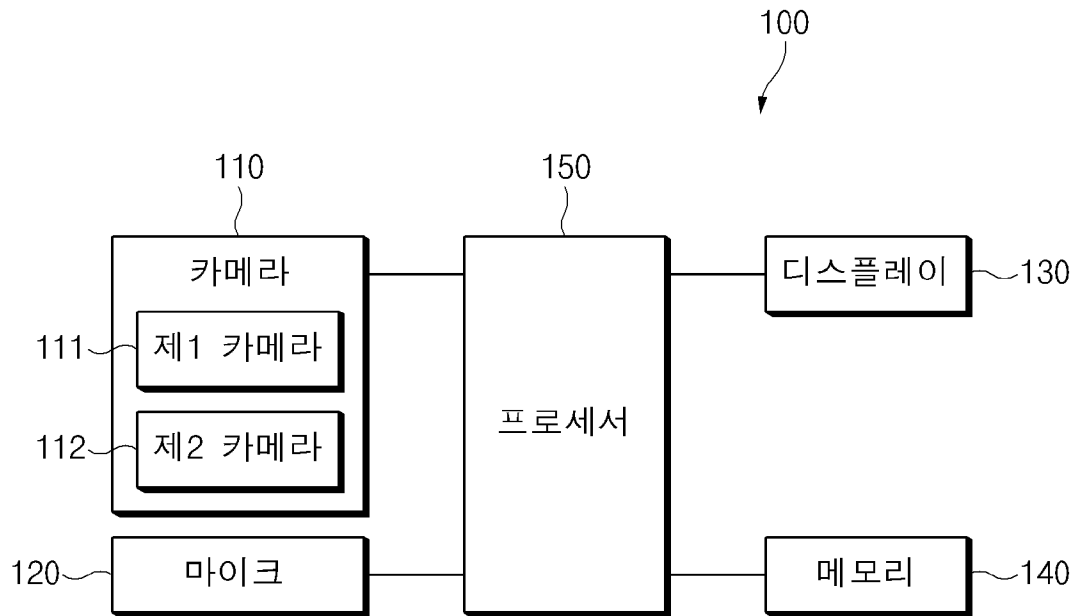 100
110
150
카메라
디스플레이
130
111
제1 카메라
112
제2 카메라
프로세서
120
마이크
메모리
140